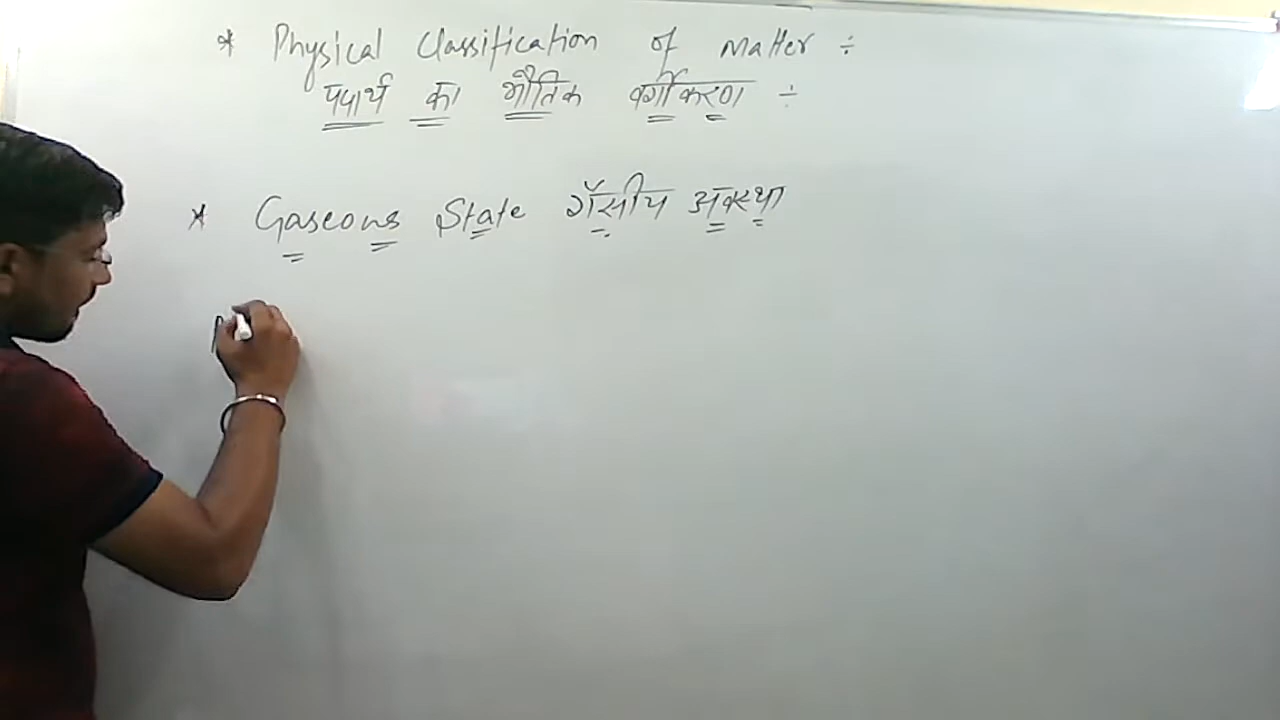 * Physical Classification of Matter ÷
पदार्थ का भौतिक वर्गीकरण ÷
* Gaseous State गॅसीय अवस्था